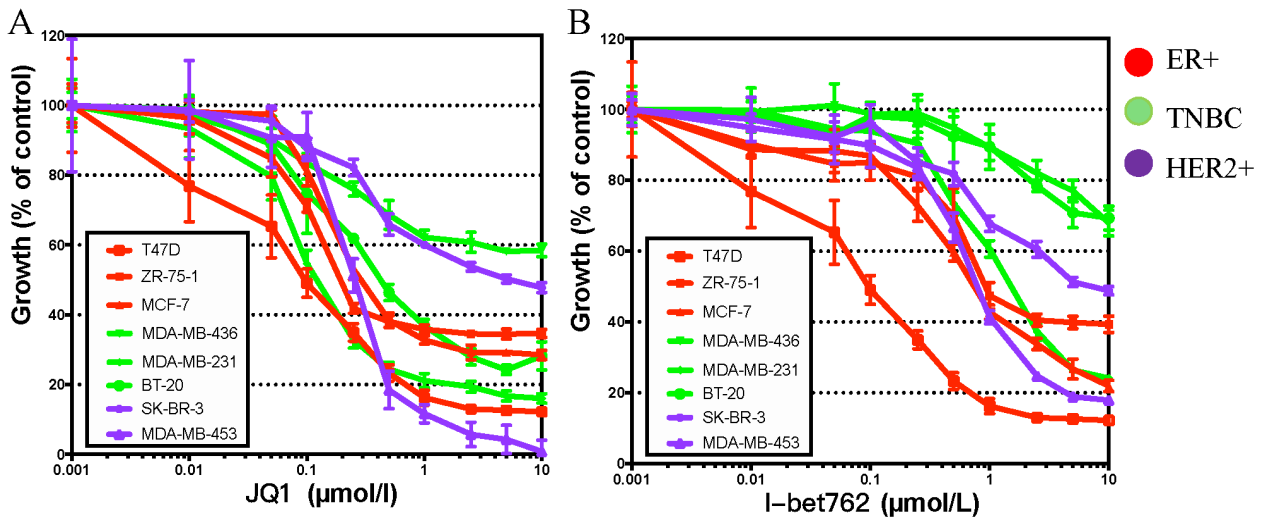 A
Growth (% of control)
120
100
80
60
40
20
0
T47D
ZR-75-1
MCF-7
MDA-MB-436
MDA-MB-231
BT-20
SK-BR-3
MDA-MB-453
0.001
0.01
0.1
1
10
JQ1 (μmol/l)
B
Growth (% of control)
120
100
80
60
40
20
0
T47D
ZR-75-1
MCF-7
MDA-MB-436
MDA-MB-231
BT-20
SK-BR-3
MDA-MB-453
0.001
0.01
0.1
1
10
I-bet762 (μmol/L)
ER+
TNBC
HER2+